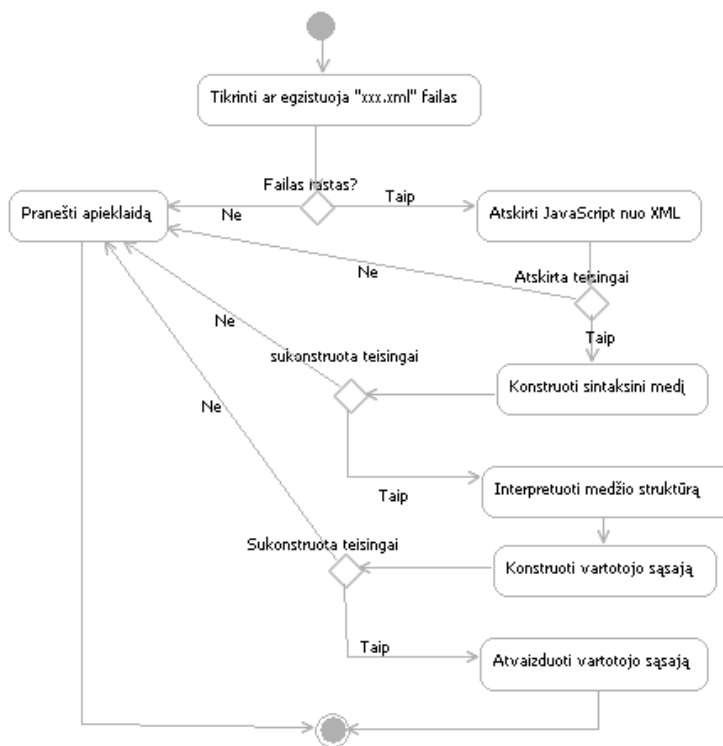 Tikrinti ar egzistuoja "xxx.xml" failas
Failas rastas?
Taip
Ne
Pranešti apieklaidą
Atskirti JavaScript nuo XML
Ne
Atskirta teisingai
Ne
Taip
sukonstruota teisingai
Konstruoti sintaksini medį
Ne
Taip
Interpretuoti medžio struktūrą
Sukonstruota teisingai
Konstruoti vartotojo sąsają
Taip
Atvaizduoti vartotojo sąsają